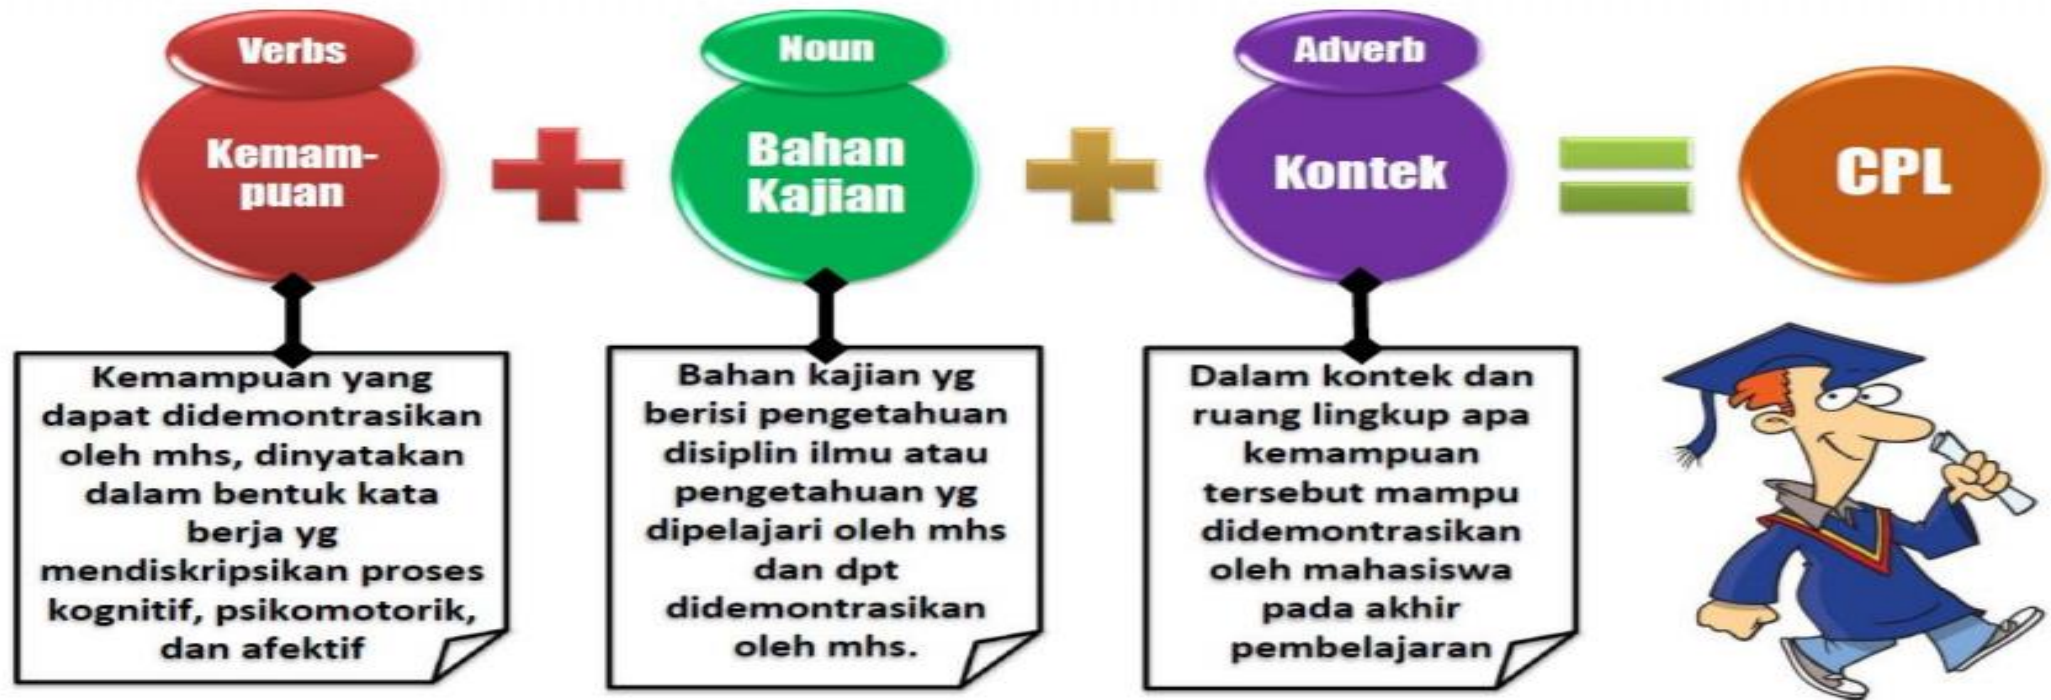 Verbs
Kemam-
puan
Noun
Bahan
Kajian
Adverb
Kontek
CPL
Kemampuan yang
dapat didemontrasikan
oleh mhs, dinyatakan
dalam bentuk kata
berja yg
mendiskripsikan proses
kognitif, psikomotorik,
dan afektif
Bahan kajian yg
berisi pengetahuan
disiplin ilmu atau
pengetahuan yg
dipelajari oleh mhs
dan dpt
didemontrasikan
oleh mhs.
Dalam kontek dan
ruang lingkup apa
kemampuan
tersebut mampu
didemontrasikan
oleh mahasiswa
pada akhir
pembelajaran